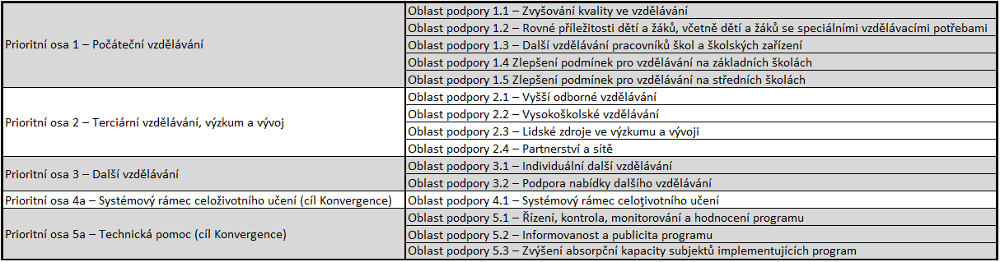 Prioritní osa 1 – Počáteční vzdělávání
Oblast podpory 1.1 – Zvyšování kvality ve vzdělávání
Oblast podpory 1.2 – Rovné příležitosti dětí a žáků, včetně dětí a žáků se speciálními vzdělávacími potřebami
Oblast podpory 1.3 – Další vzdělávání pracovníků škol a školských zařízení
Oblast podpory 1.4 Zlepšení podmínek pro vzdělávání na základních školách
Oblast podpory 1.5 Zlepšení podmínek pro vzdělávání na středních školách
Prioritní osa 2 – Terciární vzdělávání, výzkum a vývoj
Oblast podpory 2.1 – Vyšší odborné vzdělávání
Oblast podpory 2.2 – Vysokoškolské vzdělávání
Oblast podpory 2.3 – Lidské zdroje ve výzkumu a vývoji
Oblast podpory 2.4 – Partnerství a sítě
Prioritní osa 3 – Další vzdělávání
Oblast podpory 3.1 – Individuální další vzdělávání
Oblast podpory 3.2 – Podpora nabídky dalšího vzdělávání
Prioritní osa 4a – Systémový rámec celoživotního učení (cíl Konvergence)
Oblast podpory 4.1 – Systémový rámec celoţivotního učení
Prioritní osa 5a – Technická pomoc (cíl Konvergence)
Oblast podpory 5.1 – Řízení, kontrola, monitorování a hodnocení programu
Oblast podpory 5.2 – Informovanost a publicita programu
Oblast podpory 5.3 – Zvýšení absorpční kapacity subjektů implementujících program